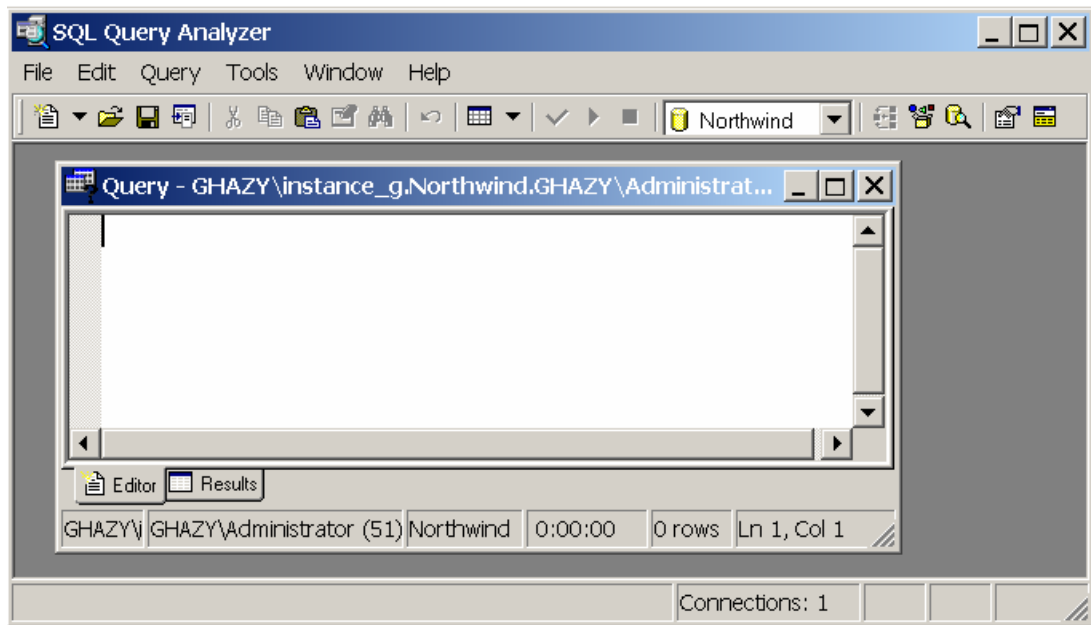 SQL Query Analyzer
File Edit Query Tools Window Help
Northwind
Query - GHAZY\instance_g.Northwind.GHAZY\Administrat...
Editor Results
GHAZY\i GHAZY\Administrator (51) Northwind 0:00:00 0 rows Ln 1, Col 1
Connections: 1